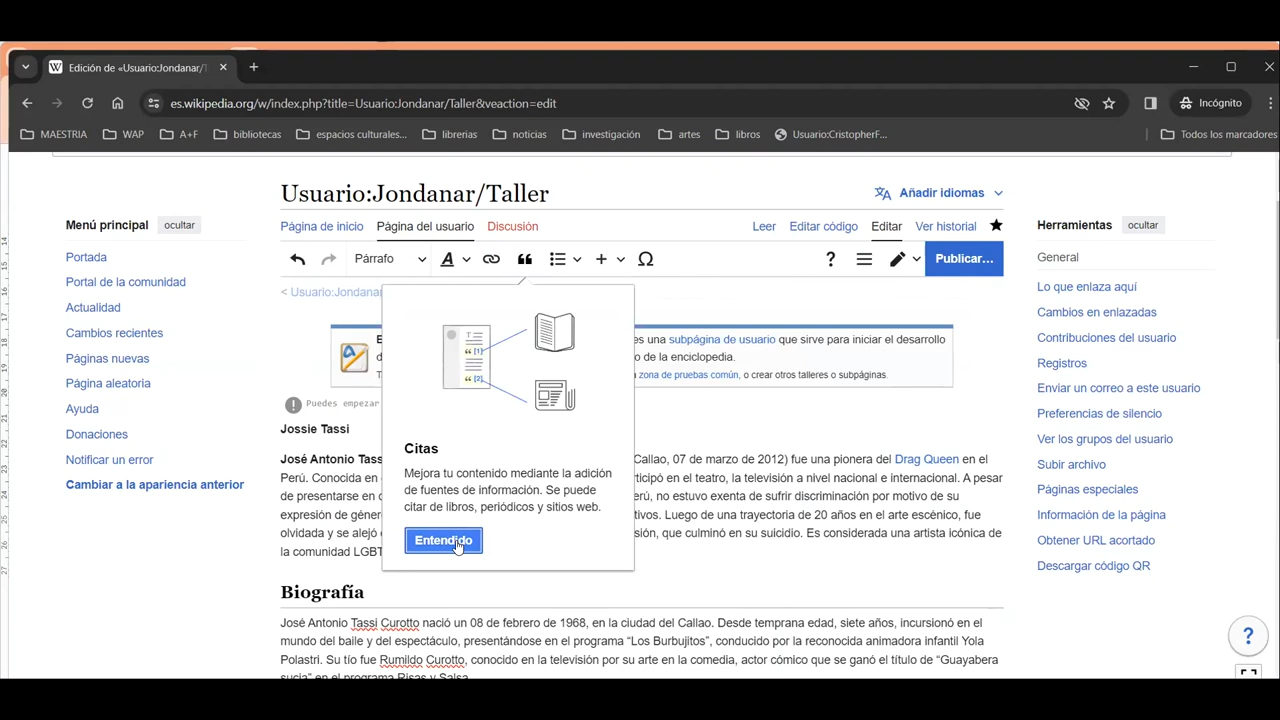 Edición de «Usuario:Jondanar/T
es.wikipedia.org/w/index.php?title=Usuario:Jondanar/Taller&veaction=edit
Incógnito
MAESTRIA WAP A+F bibliotecas espacios culturales... librerias noticias investigación artes libros Usuario:CristopherF... Todos los marcadores
Usuario:Jondanar/Taller
Añadir idiomas
Menú principal ocultar
Página de inicio Página del usuario Discusión Leer Editar código Editar Ver historial
Herramientas ocultar
Párrafo A Ω ? Publicar...
General
Portada
Portal de la comunidad
Actualidad
Cambios recientes
Páginas nuevas
Página aleatoria
Ayuda
Donaciones
Notificar un error
Cambiar a la apariencia anterior
Lo que enlaza aquí
Cambios en enlazadas
Contribuciones del usuario
Registros
Enviar un correo a este usuario
Preferencias de silencio
Ver los grupos del usuario
Subir archivo
Páginas especiales
Información de la página
Obtener URL acortado
Descargar código QR
< Usuario:Jondanar
E es una subpágina de usuario que sirve para iniciar el desarrollo
o de la enciclopedia.
T a zona de pruebas común, o crear otros talleres o subpáginas.
Puedes empezar
Citas
Mejora tu contenido mediante la adición
de fuentes de información. Se puede
citar de libros, periódicos y sitios web.
Entendido
Jossie Tassi
José Antonio Tass Callao, 07 de marzo de 2012) fue una pionera del Drag Queen en el
Perú. Conocida en ticipó en el teatro, la televisión a nivel nacional e internacional. A pesar
de presentarse en erú, no estuvo exenta de sufrir discriminación por motivo de su
expresión de géner tivos. Luego de una trayectoria de 20 años en el arte escénico, fue
olvidada y se alejó sión, que culminó en su suicidio. Es considerada una artista icónica de
la comunidad LGBT
Biografía
José Antonio Tassi Curotto nació un 08 de febrero de 1968, en la ciudad del Callao. Desde temprana edad, siete años, incursionó en el
mundo del baile y del espectáculo, presentándose en el programa “Los Burbujitos”, conducido por la reconocida animadora infantil Yola
Polastri. Su tío fue Rumildo Curotto, conocido en la televisión por su arte en la comedia, actor cómico que se ganó el título de “Guayabera
sucia” en el programa Risas y Salsa.
?